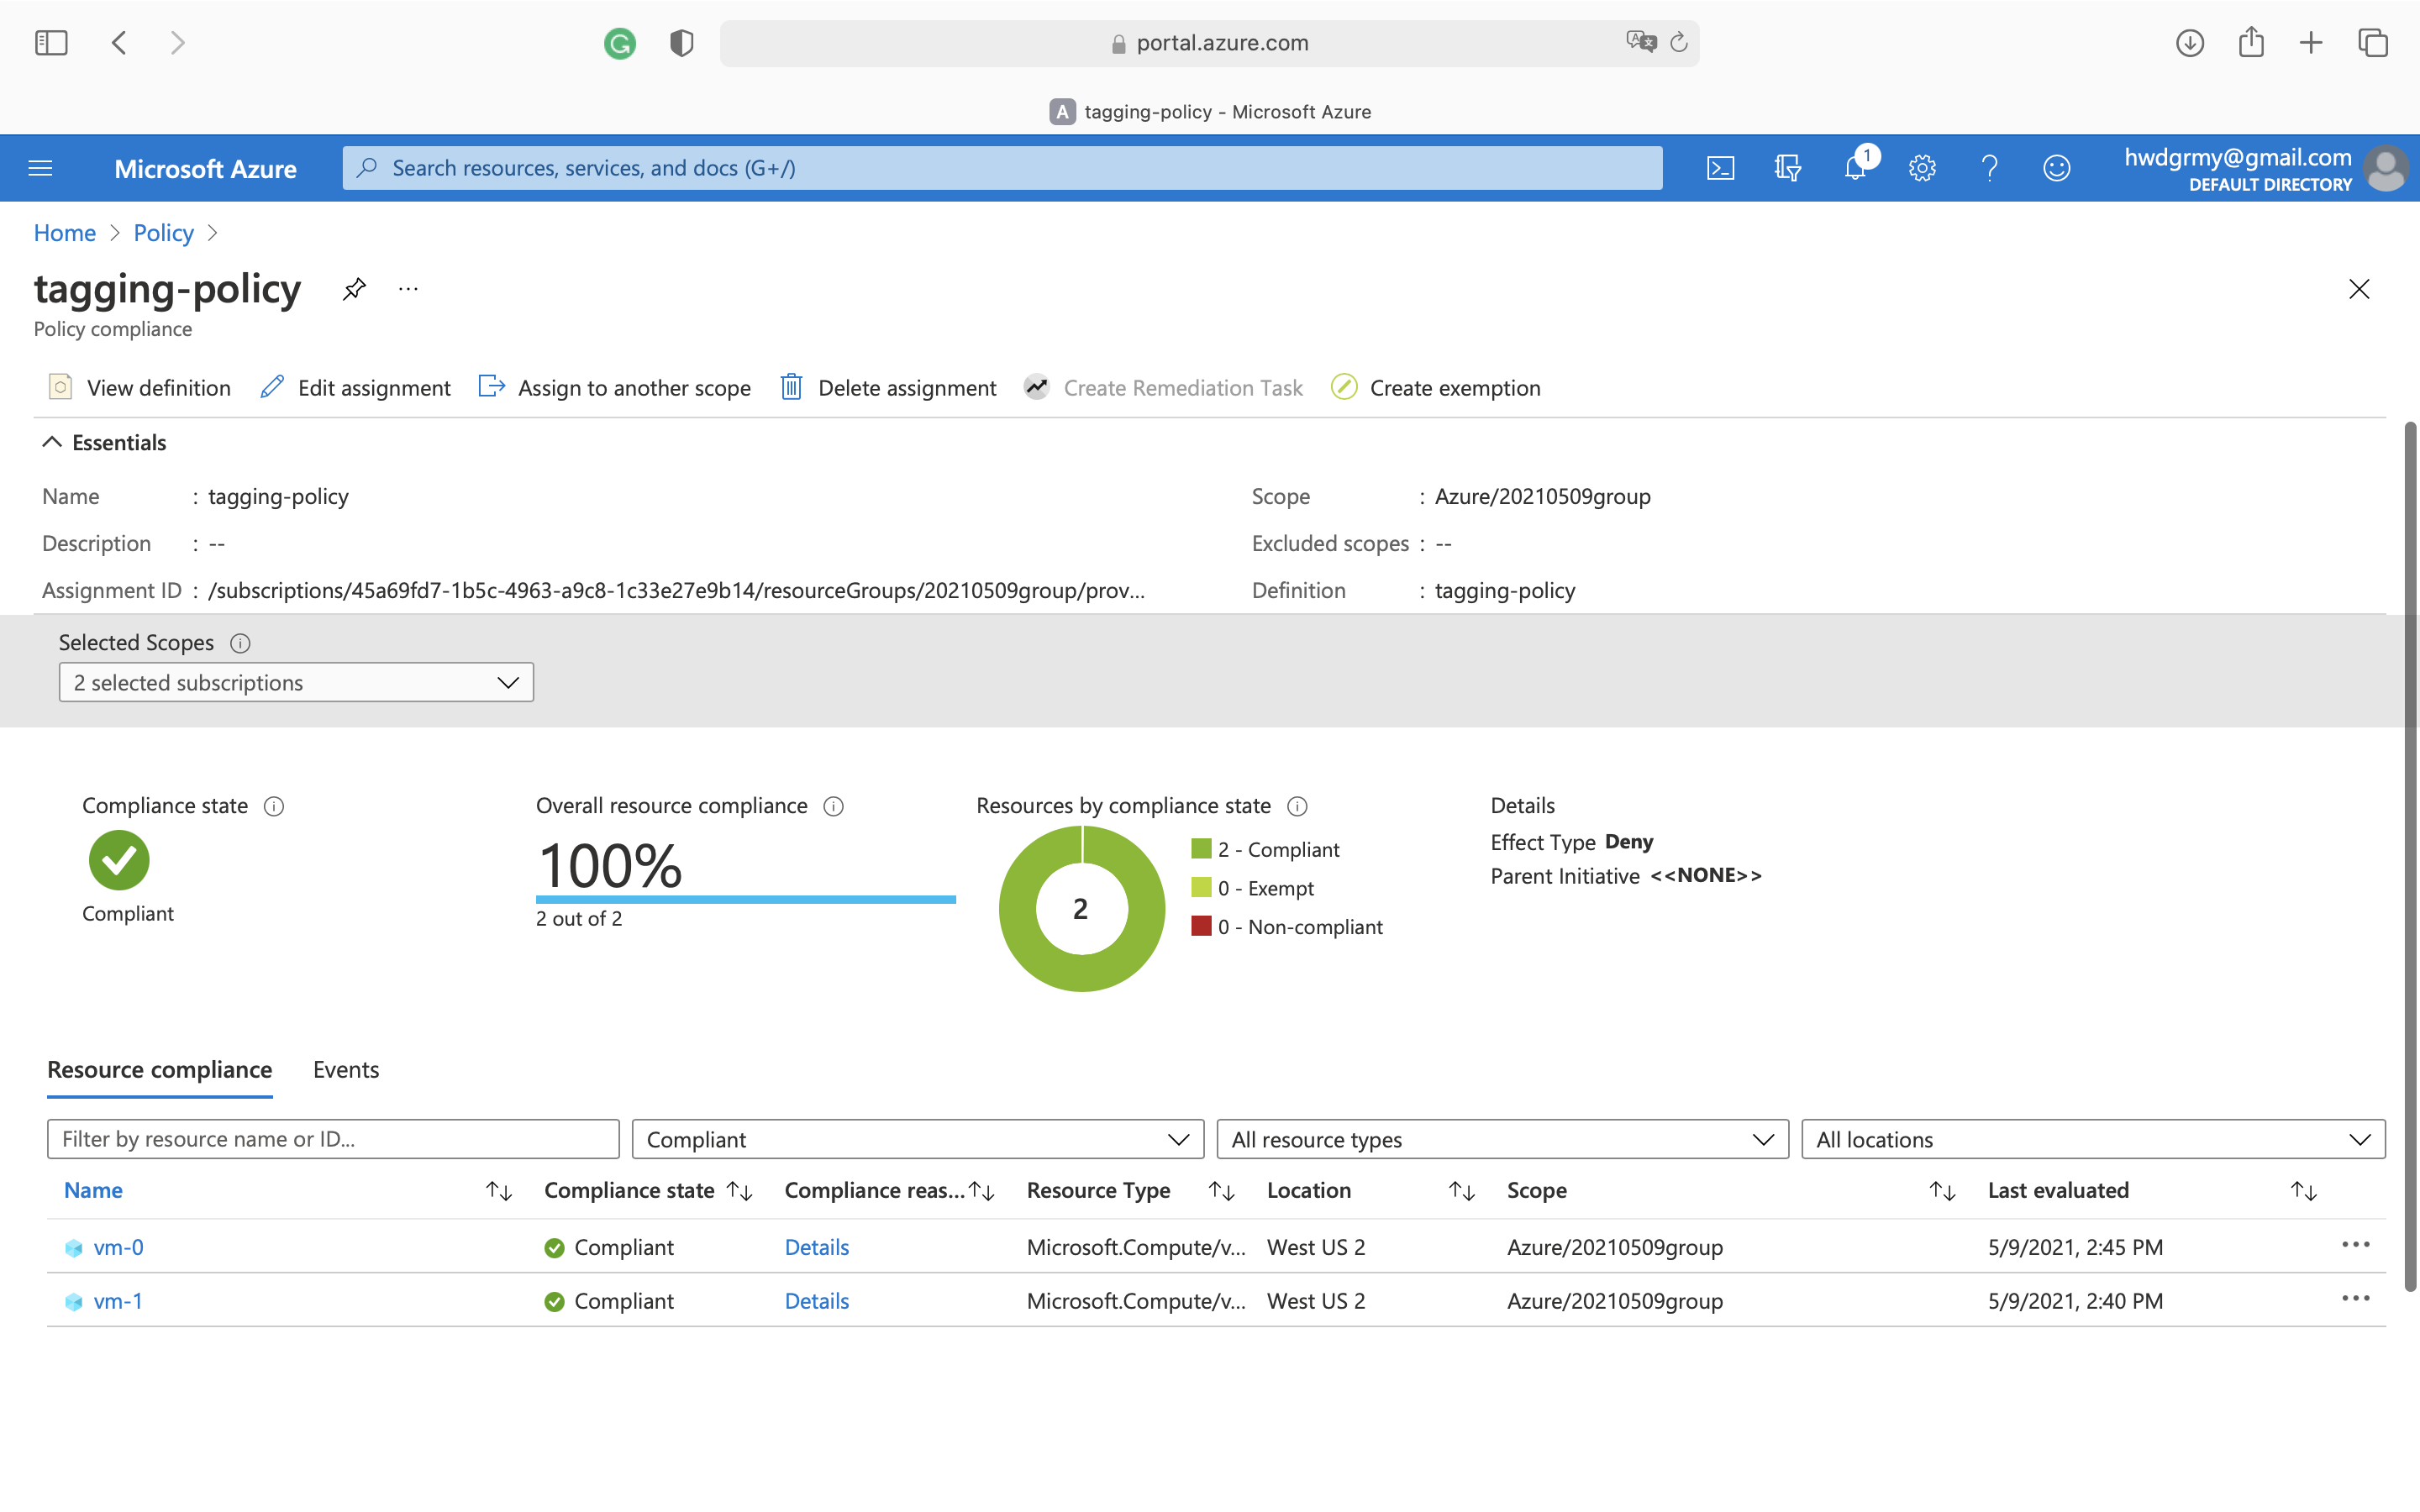 portal.azure.com
A tagging-policy - Microsoft Azure
Microsoft Azure
Search resources, services, and docs (G+/)
1
hwdgrmy@gmail.com
DEFAULT DIRECTORY
Home > Policy >
tagging-policy
...
Policy compliance
View definition
Edit assignment
Assign to another scope
Delete assignment
Create Remediation Task
Create exemption
Essentials
Name : tagging-policy
Scope : Azure/20210509group
Description : --
Excluded scopes : --
Assignment ID : /subscriptions/45a69fd7-1b5c-4963-a9c8-1c33e27e9b14/resourceGroups/20210509group/prov...
Definition : tagging-policy
Selected Scopes
2 selected subscriptions
Compliance state
Compliant
Overall resource compliance
100%
2 out of 2
Resources by compliance state
2
2 - Compliant
0 - Exempt
0 - Non-compliant
Details
Effect Type Deny
Parent Initiative <<NONE>>
Resource compliance
Events
Filter by resource name or ID...
Compliant
All resource types
All locations
Name Compliance state Compliance reas... Resource Type Location Scope Last evaluated
vm-0 Compliant Details Microsoft.Compute/v... West US 2 Azure/20210509group 5/9/2021, 2:45 PM ...
vm-1 Compliant Details Microsoft.Compute/v... West US 2 Azure/20210509group 5/9/2021, 2:40 PM ...